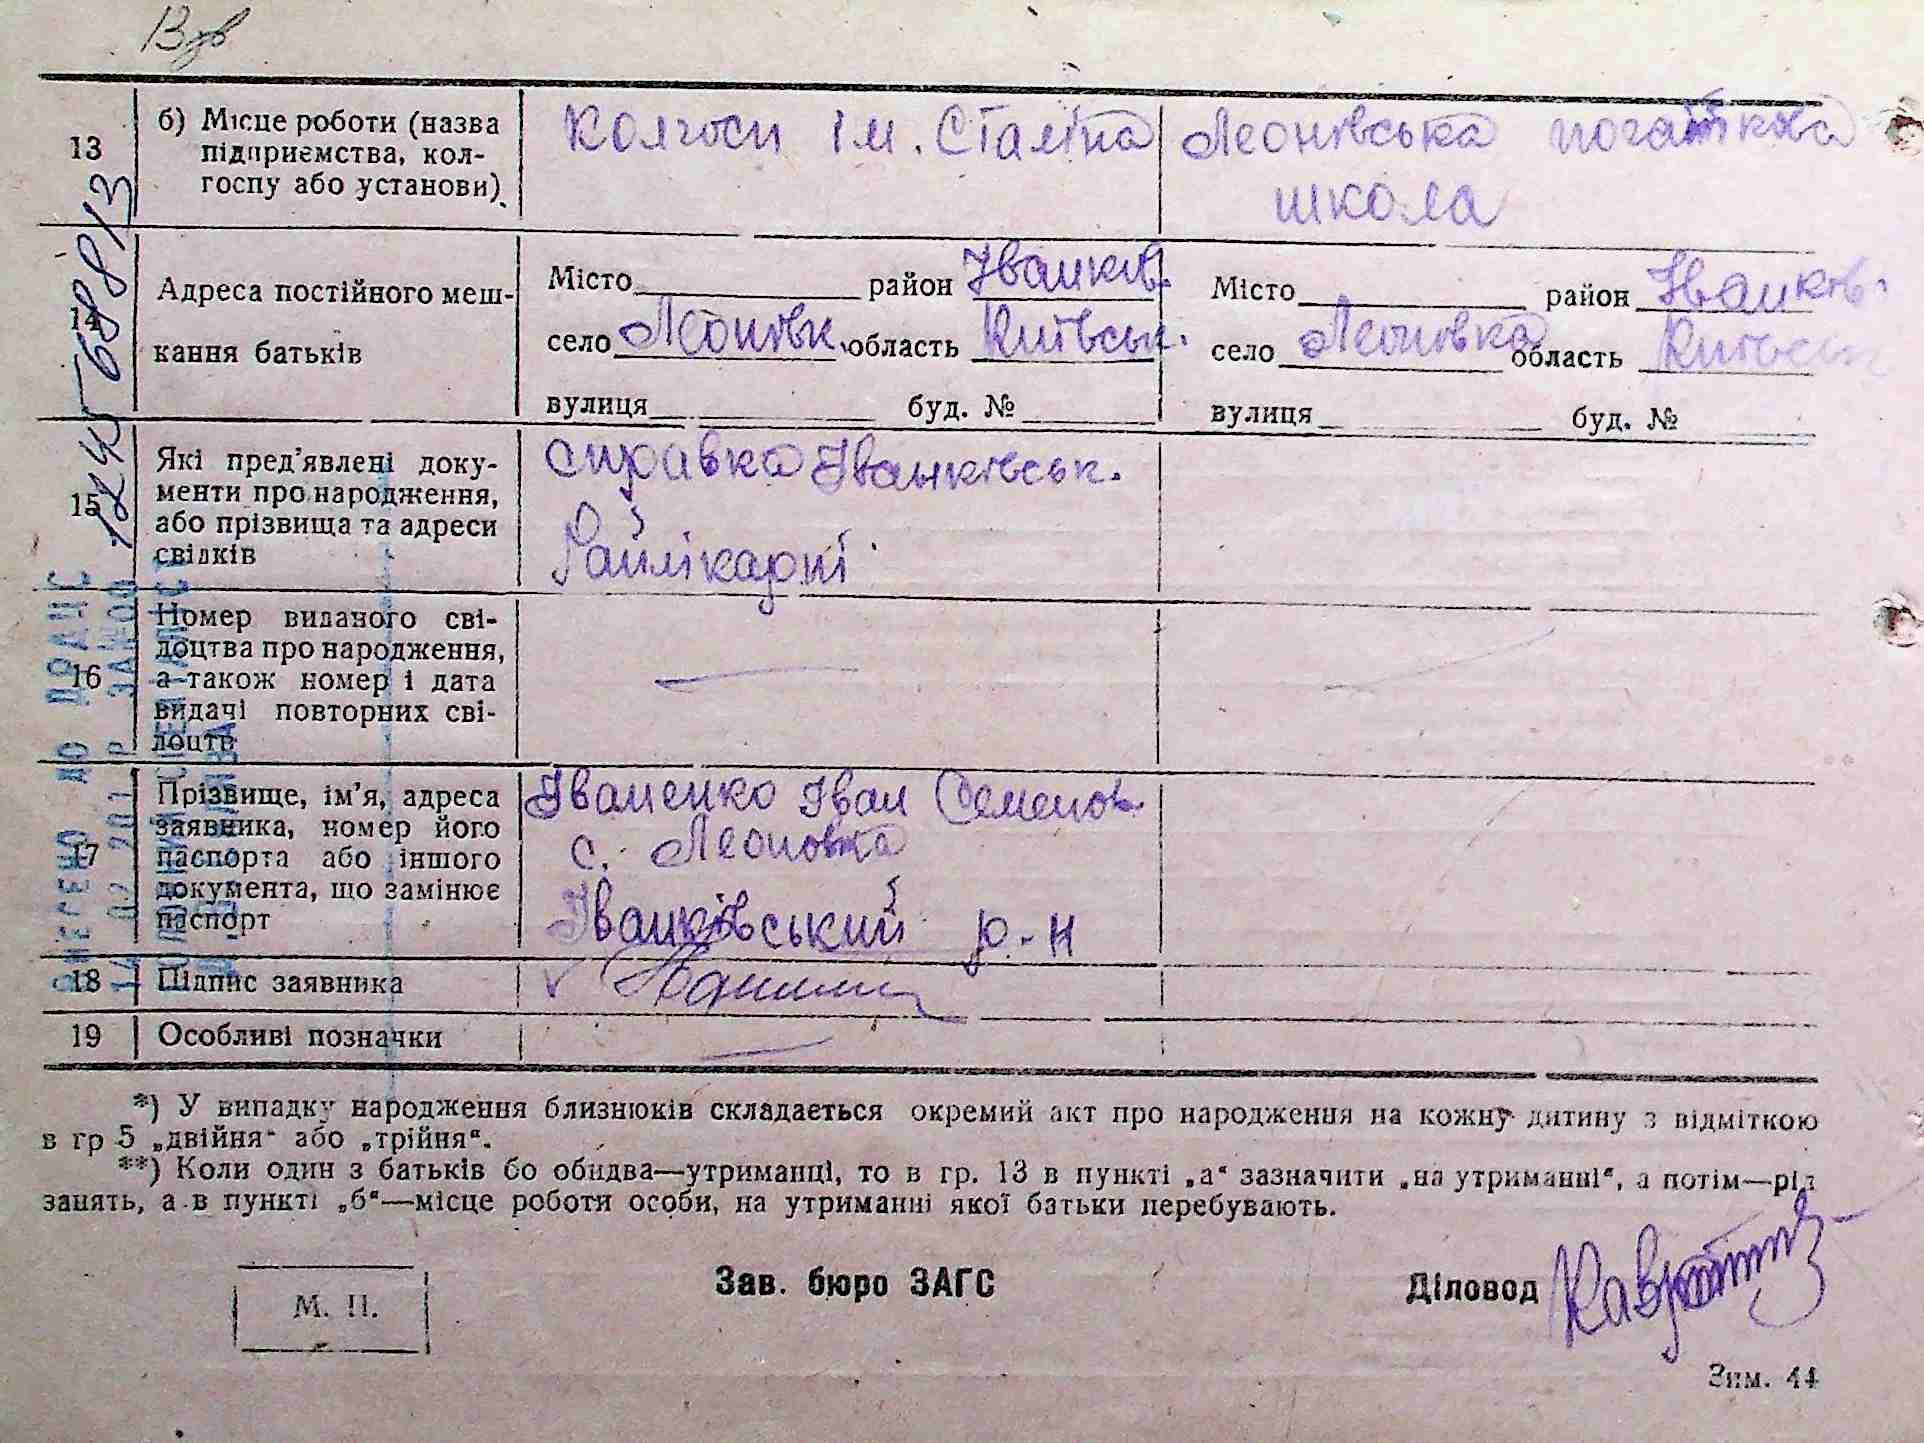 13 б) Місце роботи (назва підприємства, колгоспу або установи)
Колгосп ім. Сталіна
Леонівська початкова
школа
14 Адреса постійного мешкання батьків
Місто район Іванків.
село Леонівк. область Київськ.
вулиця буд. №
Місто район Іванков.
село Леоновка область Київськ
вулиця буд. №
15 Які пред'явлені документи про народження, або прізвища та адреси свідків
справка Іванківськ.
Райлікарні.
16 Номер виданого свідоцтва про народження, а також номер і дата видачі повторних свідоцтв
17 Прізвище, ім'я, адреса заявника, номер його паспорта або іншого документа, що замінює паспорт
Іваненко Іван Семенов.
с. Леоновка
Іванківський р-н
18 Підпис заявника
19 Особливі позначки
*) У випадку народження близнюків складається окремий акт про народження на кожну дитину з відміткою
в гр 5 „двійня“ або „трійня“.
**) Коли один з батьків бо обидва—утриманці, то в гр. 13 в пункті „а“ зазначити „на утриманні“, а потім—рід
занять, а в пункті „б“—місце роботи особи, на утриманні якої батьки перебувають.
М. П.
Зав. бюро ЗАГС
Діловод
Зим. 44
ВНЕСЕНО ДО ДРАЦС